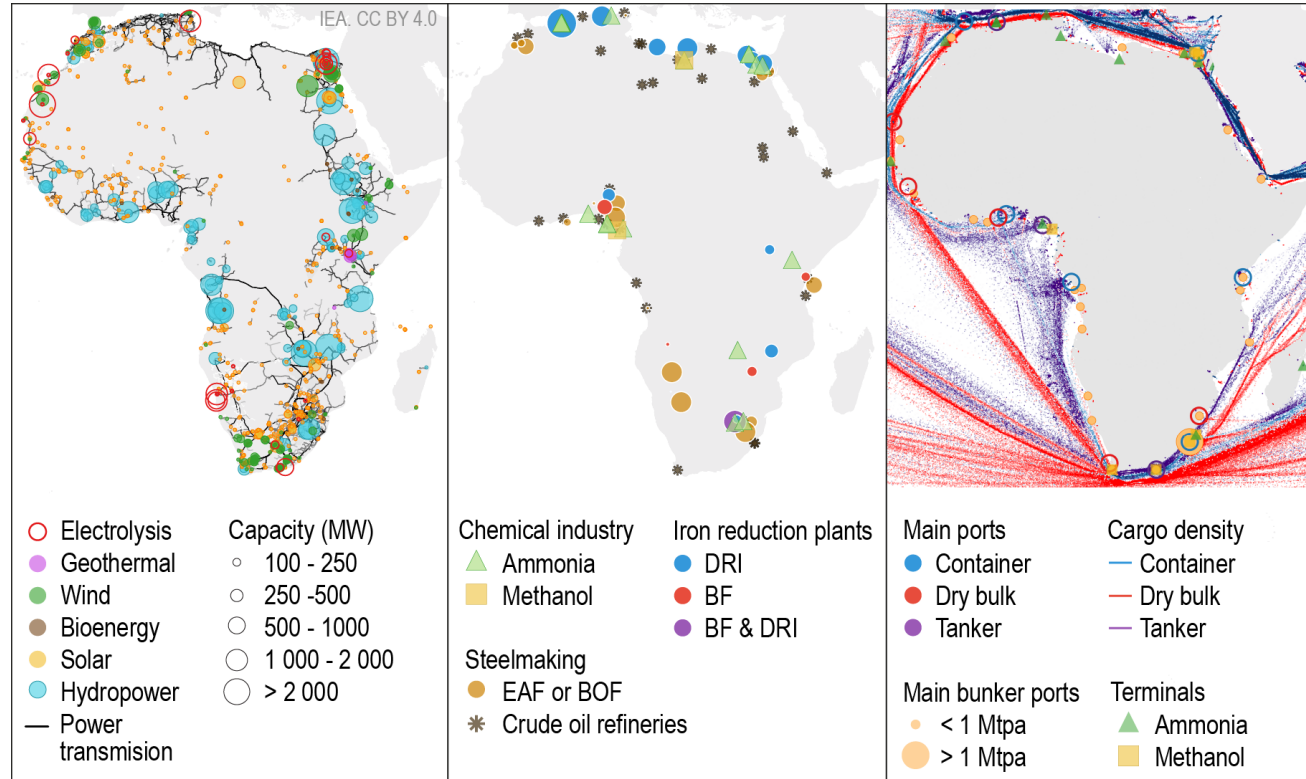 IEA. CC BY 4.0
Electrolysis
Geothermal
Wind
Bioenergy
Solar
Hydropower
Power
transmision
Capacity (MW)
100 - 250
250 -500
500 - 1000
1 000 - 2 000
> 2 000
Chemical industry
Ammonia
Methanol
Iron reduction plants
DRI
BF
BF & DRI
Steelmaking
EAF or BOF
Crude oil refineries
Main ports
Container
Dry bulk
Tanker
Cargo density
Container
Dry bulk
Tanker
Main bunker ports
< 1 Mtpa
> 1 Mtpa
Terminals
Ammonia
Methanol